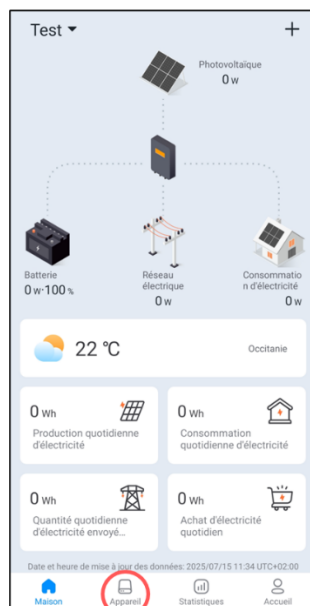 Test
Photovoltaïque
0 w
Batterie
0 w·100 %
Réseau
électrique
0 w
Consommatio
n d'électricité
0 w
22 °C
Occitanie
0 Wh
Production quotidienne
d'électricité
0 Wh
Consommation
quotidienne d'électricité
0 Wh
Quantité quotidienne
d'électricité envoyé...
0 Wh
Achat d'électricité
quotidien
Date et heure de mise à jour des données: 2025/07/15 11:34 UTC+02:00
Maison
Appareil
Statistiques
Accueil